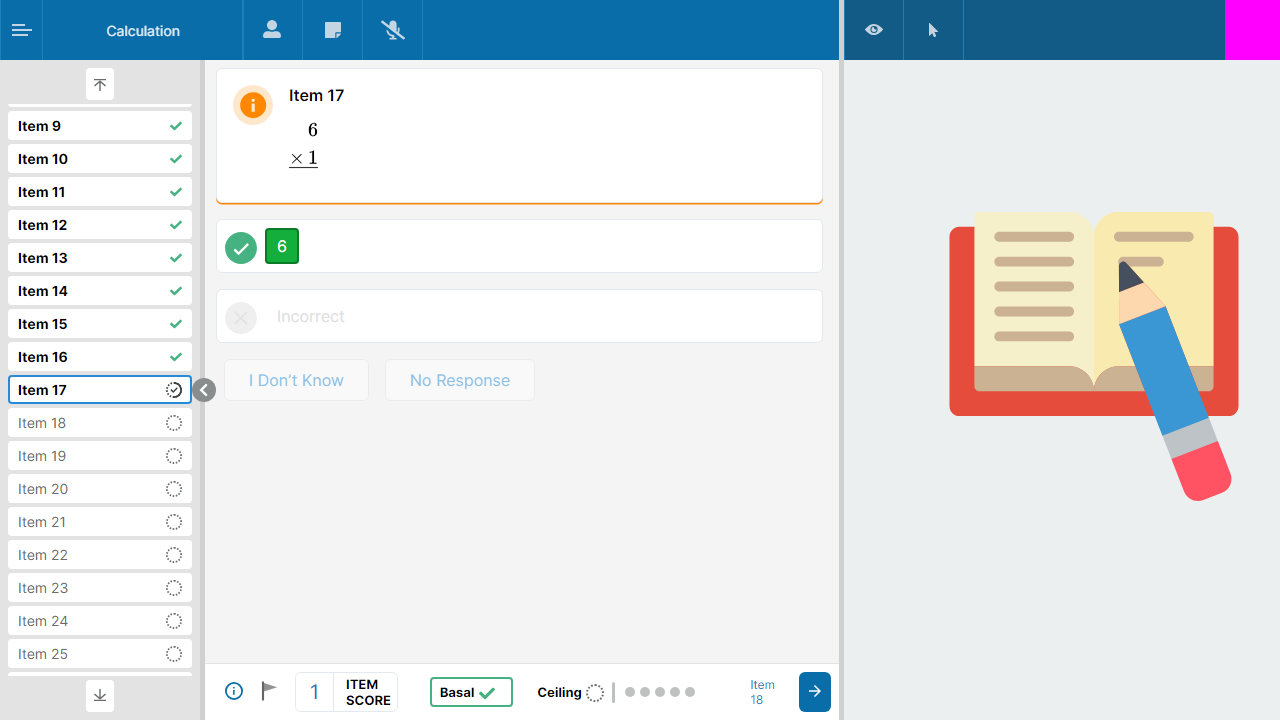 Calculation
Item 9
Item 10
Item 11
Item 12
Item 13
Item 14
Item 15
Item 16
Item 17
Item 18
Item 19
Item 20
Item 21
Item 22
Item 23
Item 24
Item 25
Item 17
6
× 1
6
Incorrect
I Don’t Know
No Response
1
ITEM
SCORE
Basal
Ceiling
Item
18